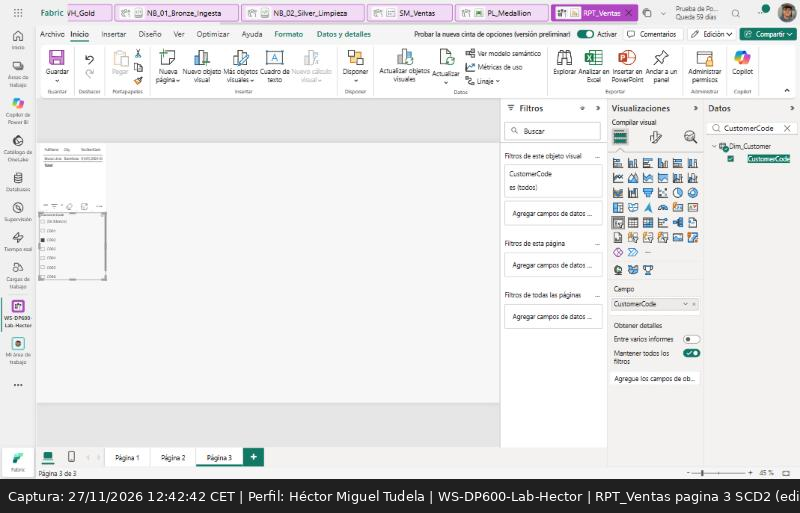 Fabric
WH_Gold
NB_01_Bronze_Ingesta
NB_02_Silver_Limpieza
SM_Ventas
PL_Medallion
RPT_Ventas
Prueba de Po...
Queda 59 días
Archivo Inicio Insertar Diseño Ver Optimizar Ayuda Formato Datos y detalles
Probar la nueva cinta de opciones (versión preliminar) Activar Comentarios Edición Compartir
Guardar
Deshacer
Pegar
Portapapeles
Nueva página
Nuevo objeto visual
Más objetos visuales
Cuadro de texto
Nuevo cálculo visual
Insertar
Disponer
Disponer
Actualizar objetos visuales
Actualizar
Ver modelo semántico
Métricas de uso
Linaje
Datos
Explorar
Analizar en Excel
Insertar en PowerPoint
Anclar a un panel
Exportar
Administrar permisos
Administrar
Copilot
Copilot
Inicio
Áreas de trabajo
Copilot de Power BI
Catálogo de OneLake
Databases
Supervisión
Tiempo real
Cargas de trabajo
WS-DP600-Lab-Hector
Mi área de trabajo
Fabric
Total
C001
C002
Filtros
Buscar
Filtros de este objeto visual
CustomerCode
es (todos)
Agregar campos de datos ...
Filtros de esta página
Agregar campos de datos ...
Filtros de todas las páginas
Agregar campos de datos ...
Visualizaciones
Compilar visual
Campo
CustomerCode
Obtener detalles
Entre varios informes
Mantener todos los filtros
Agregue los campos de ob...
Datos
CustomerCode
Dim_Customer
CustomerCode
Página 1 Página 2 Página 3
Página 3 de 3
45 %
Captura: 27/11/2026 12:42:42 CET | Perfil: Héctor Miguel Tudela | WS-DP600-Lab-Hector | RPT_Ventas pagina 3 SCD2 (edi